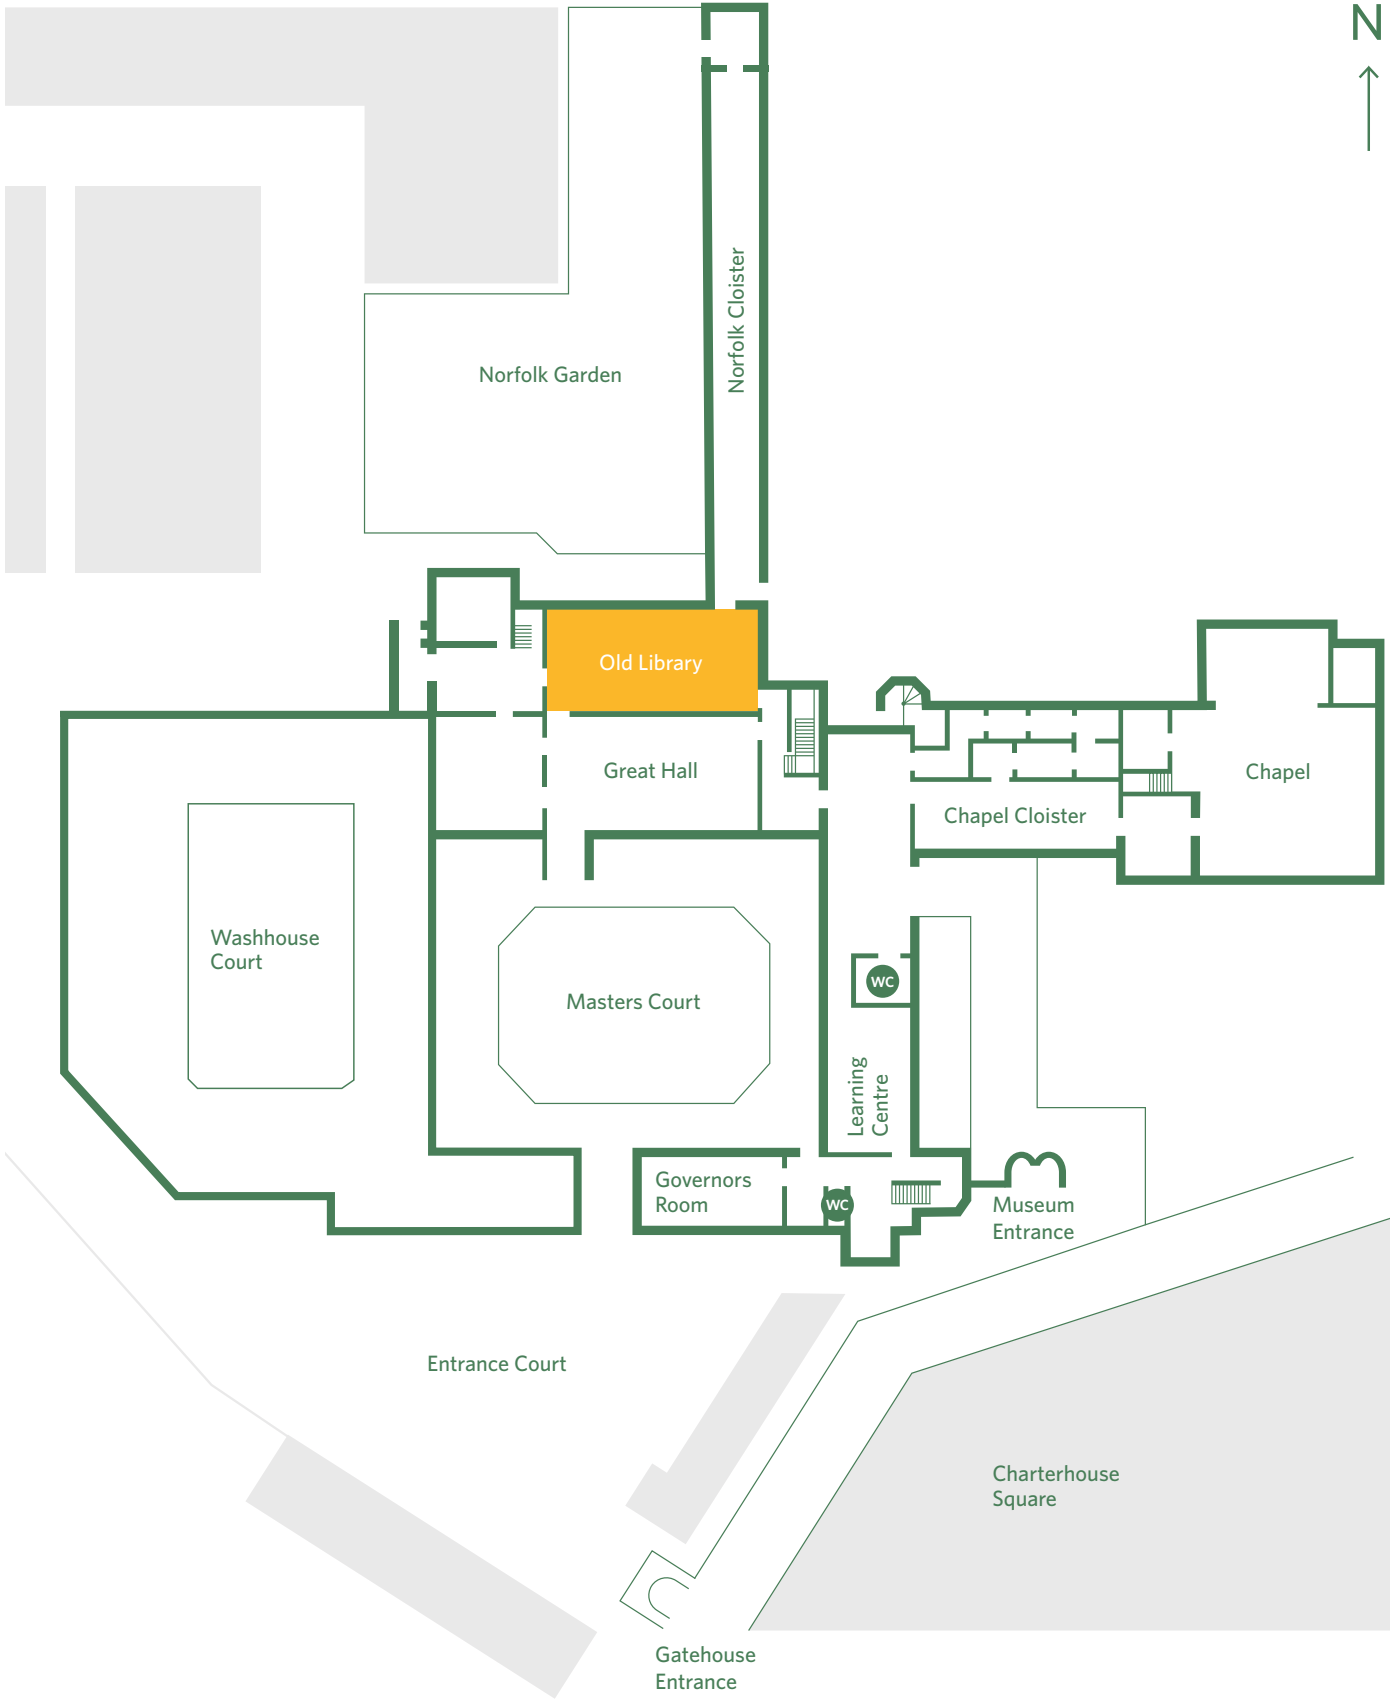 N
Norfolk Cloister
Norfolk Garden
Old Library
Great Hall
Chapel
Chapel Cloister
Washhouse
Court
WC
Masters Court
Learning
Centre
Governors
Room
WC
Museum
Entrance
Entrance Court
Charterhouse
Square
Gatehouse
Entrance